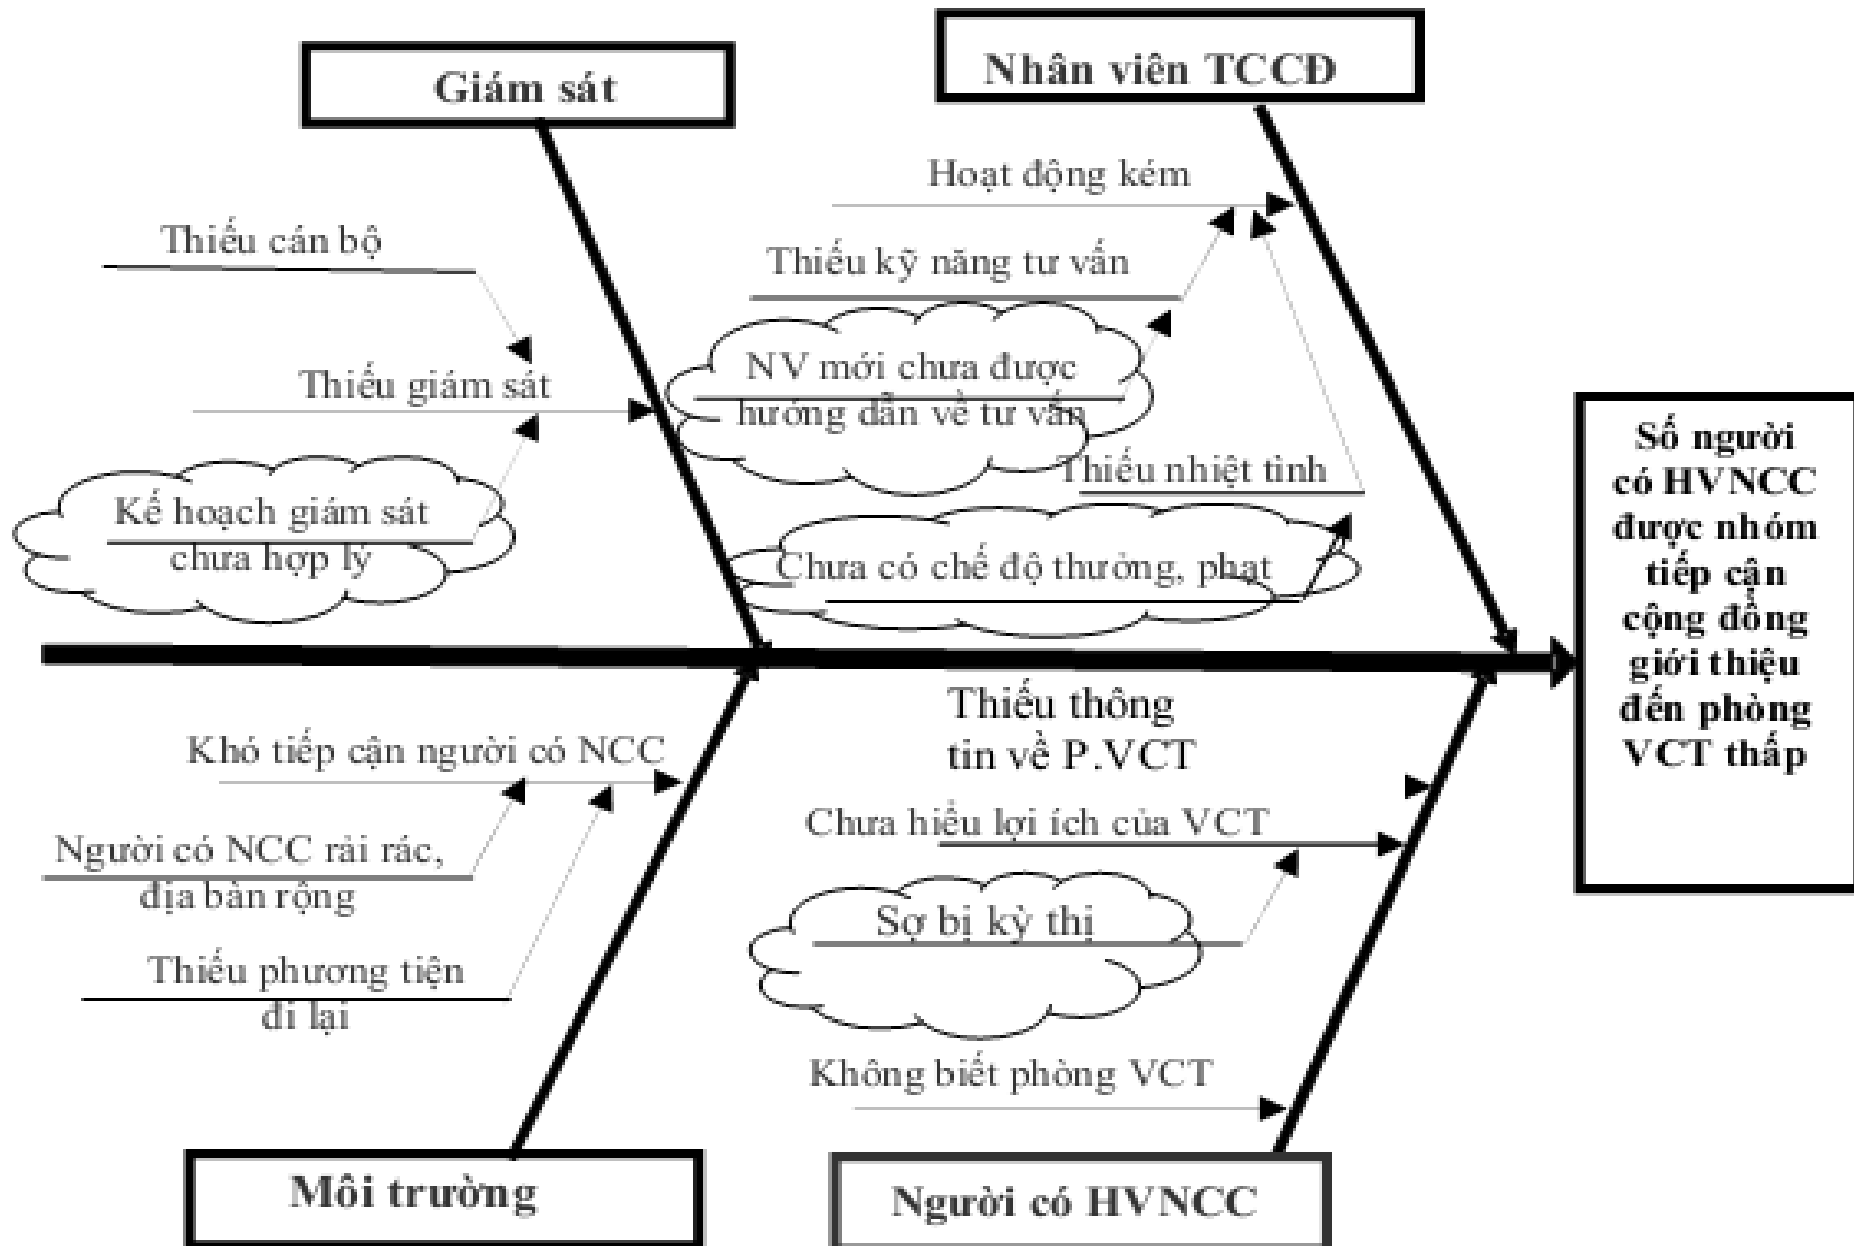 Giám sát
Nhân viên TCCĐ
Hoạt động kém
Thiếu cán bộ
Thiếu kỹ năng tư vấn
Thiếu giám sát
NV mới chưa được
hướng dẫn về tư vấn
Thiếu nhiệt tình
Kế hoạch giám sát
chưa hợp lý
Chưa có chế độ thưởng, phạt
Số người
có HVNCC
được nhóm
tiếp cận
cộng đồng
giới thiệu
đến phòng
VCT thấp
Thiếu thông
tin về P.VCT
Khó tiếp cận người có NCC
Chưa hiểu lợi ích của VCT
Người có NCC rải rác,
địa bàn rộng
Sợ bị kỳ thị
Thiếu phương tiện
đi lại
Không biết phòng VCT
Môi trường
Người có HVNCC